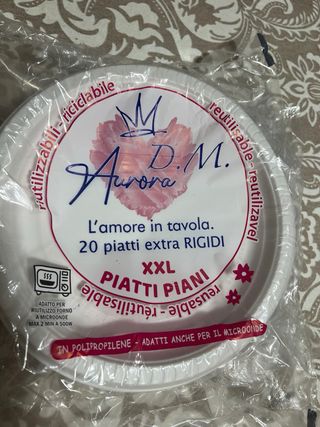 riutilizzabili - riciclabile
reutilisable - reutilizavel
D.M.
Aurora
L'amore in tavola.
20 piatti extra RIGIDI
XXL
PIATTI PIANI
reusable - réutilisable
ADATTO PER
RIUTILIZZO FORNO
A MICROONDE
MAX 2 MIN A 500W
IN POLIPROPILENE - ADATTI ANCHE PER IL MICROONDE